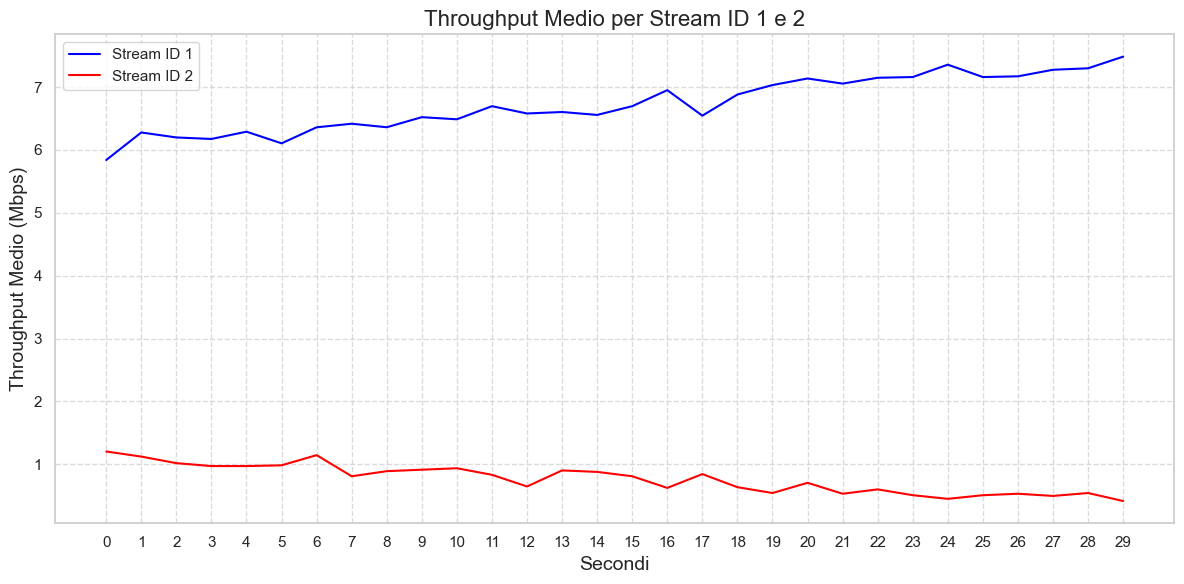 Throughput Medio per Stream ID 1 e 2
Stream ID 1
Stream ID 2
Throughput Medio (Mbps)
7
6
5
4
3
2
1
0 1 2 3 4 5 6 7 8 9 10 11 12 13 14 15 16 17 18 19 20 21 22 23 24 25 26 27 28 29
Secondi